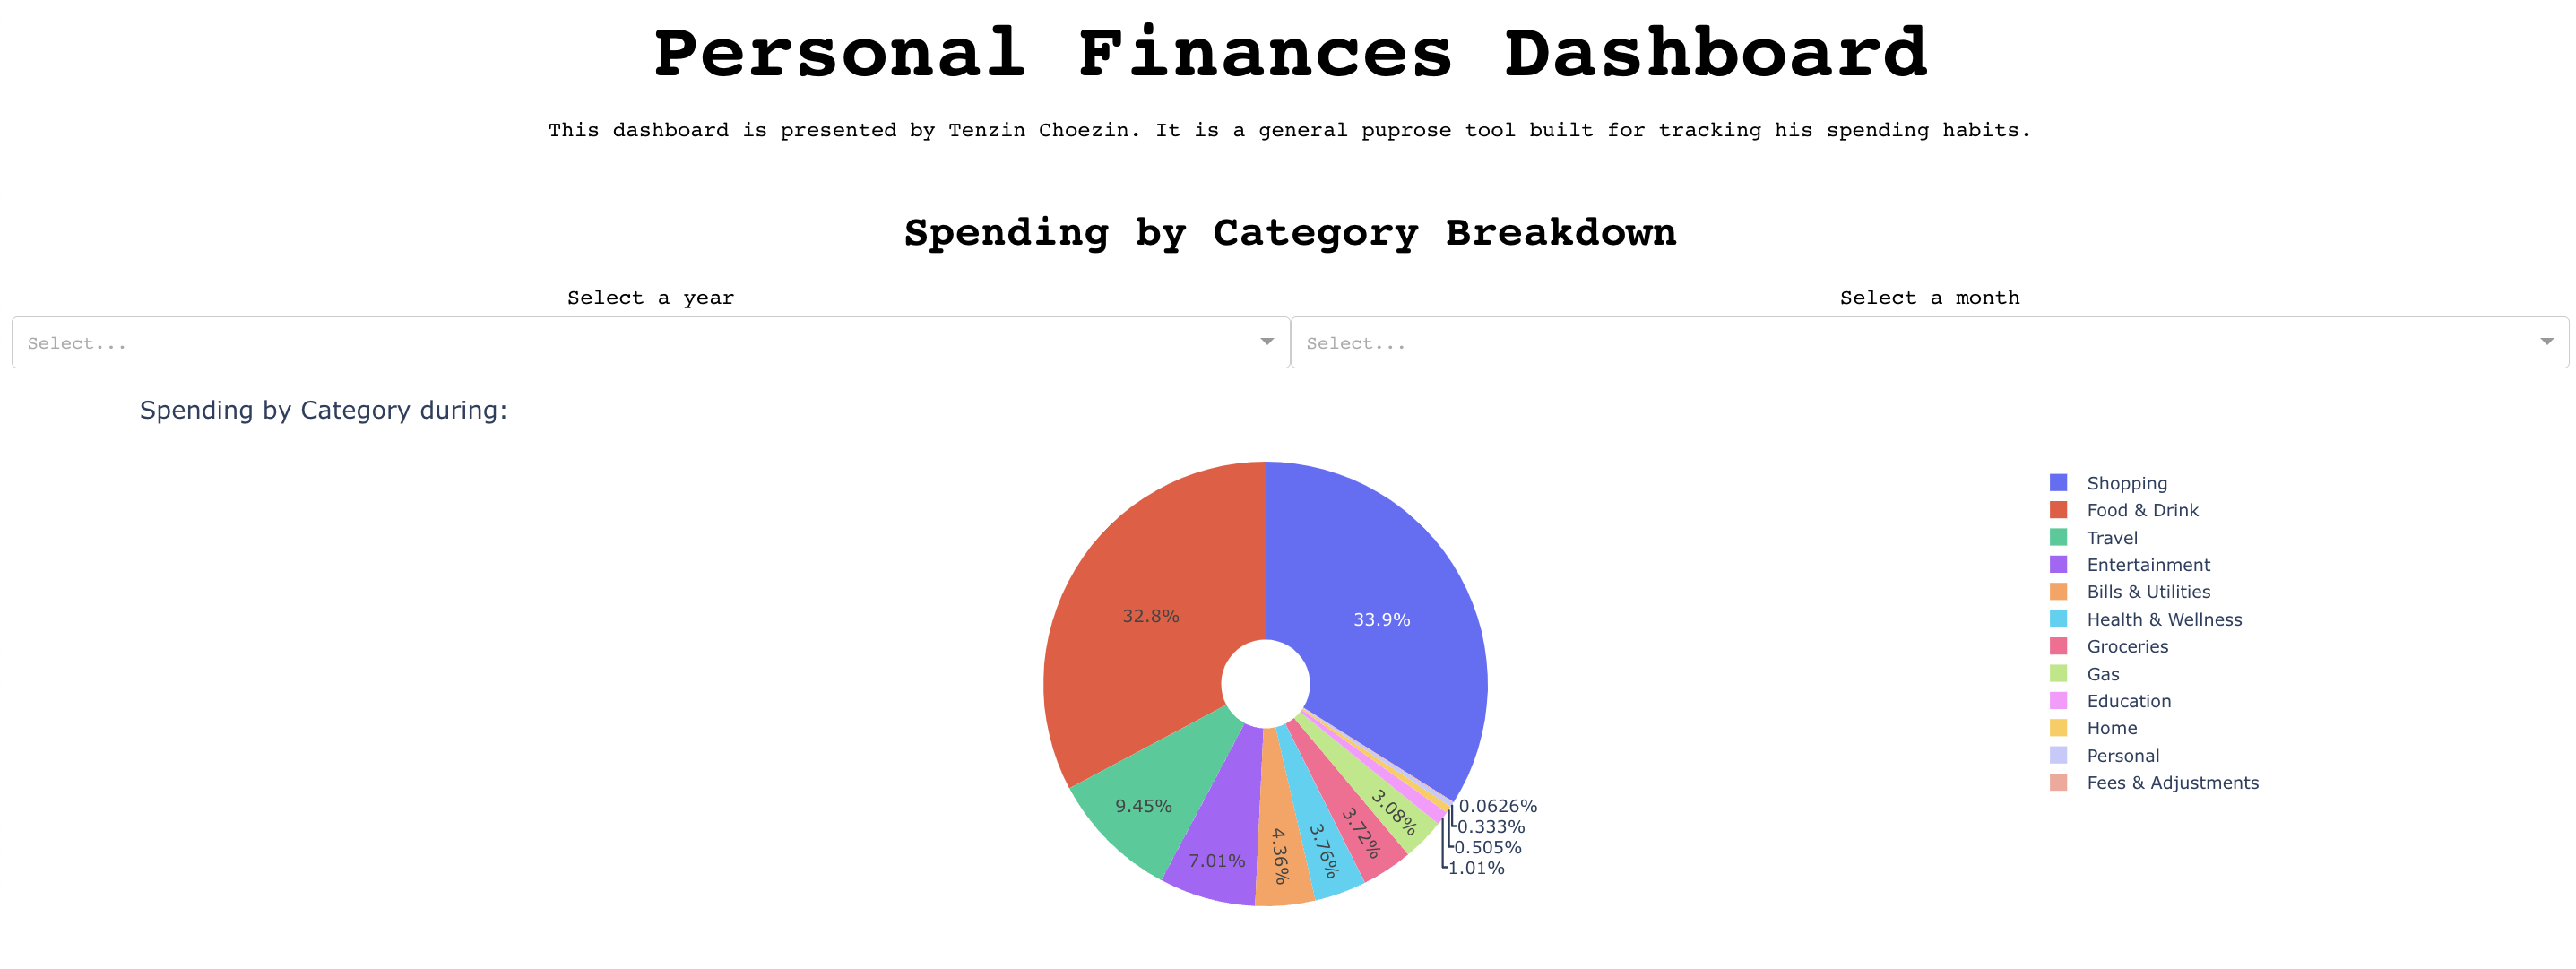 Personal Finances Dashboard
This dashboard is presented by Tenzin Choezin. It is a general puprose tool built for tracking his spending habits.
Spending by Category Breakdown
Select a year
Select a month
Select...
Select...
Spending by Category during:
33.9%
32.8%
9.45%
7.01%
4.36%
3.76%
3.72%
3.08%
0.0626%
0.333%
0.505%
1.01%
Shopping
Food & Drink
Travel
Entertainment
Bills & Utilities
Health & Wellness
Groceries
Gas
Education
Home
Personal
Fees & Adjustments